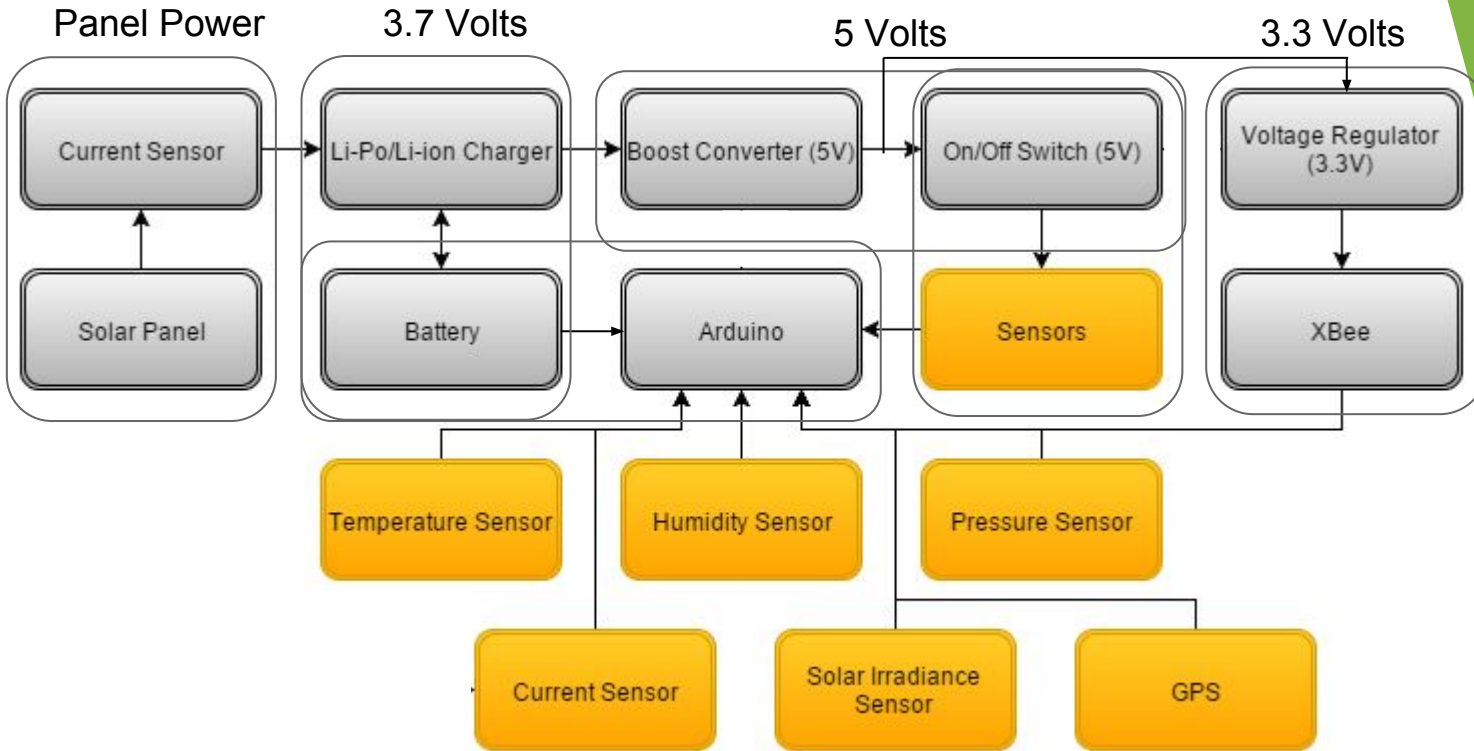 Panel Power
3.7 Volts
5 Volts
3.3 Volts
Current Sensor
Li-Po/Li-ion Charger
Boost Converter (5V)
On/Off Switch (5V)
Voltage Regulator
(3.3V)
Solar Panel
Battery
Arduino
Sensors
XBee
Temperature Sensor
Humidity Sensor
Pressure Sensor
Current Sensor
Solar Irradiance
Sensor
GPS